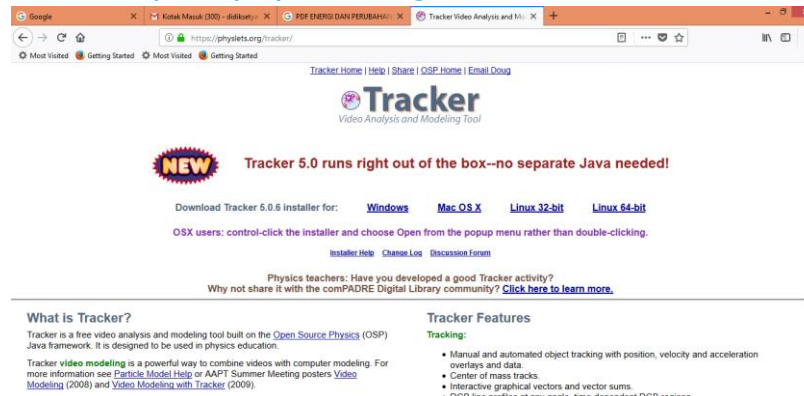 Google
Kotak Masuk (300) - didiksetya
PDF ENERGI DAN PERUBAHAN
Tracker Video Analysis and Mo
https://physlets.org/tracker/
Most Visited Getting Started Most Visited Getting Started
Tracker Home | Help | Share | OSP Home | Email Doug
Tracker
Video Analysis and Modeling Tool
NEW
Tracker 5.0 runs right out of the box--no separate Java needed!
Download Tracker 5.0.6 installer for: Windows Mac OS X Linux 32-bit Linux 64-bit
OSX users: control-click the installer and choose Open from the popup menu rather than double-clicking.
Installer Help Change Log Discussion Forum
Physics teachers: Have you developed a good Tracker activity?
Why not share it with the comPADRE Digital Library community? Click here to learn more.
What is Tracker?
Tracker is a free video analysis and modeling tool built on the Open Source Physics (OSP)
Java framework. It is designed to be used in physics education.
Tracker video modeling is a powerful way to combine videos with computer modeling. For
more information see Particle Model Help or AAPT Summer Meeting posters Video
Modeling (2008) and Video Modeling with Tracker (2009).
Tracker Features
Tracking:
Manual and automated object tracking with position, velocity and acceleration
overlays and data.
Center of mass tracks.
Interactive graphical vectors and vector sums.